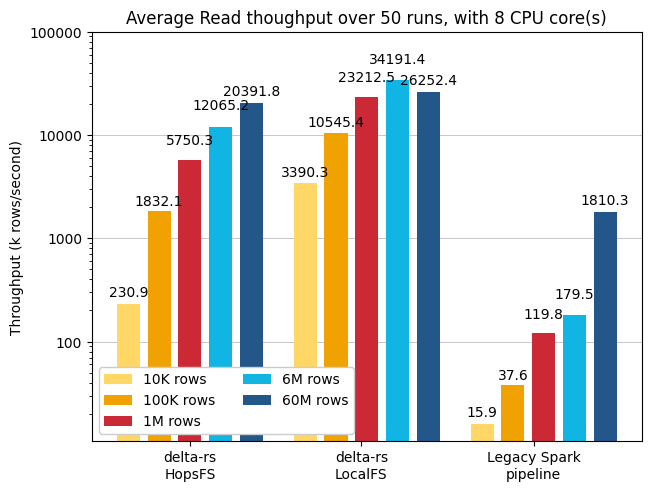 Average Read thoughput over 50 runs, with 8 CPU core(s)
Throughput (k rows/second)
100000
10000
1000
100
230.9
1832.1
5750.3
12065.2
20391.8
3390.3
10545.4
23212.5
34191.4
26252.4
15.9
37.6
119.8
179.5
1810.3
10K rows
100K rows
1M rows
6M rows
60M rows
delta-rs
HopsFS
delta-rs
LocalFS
Legacy Spark
pipeline